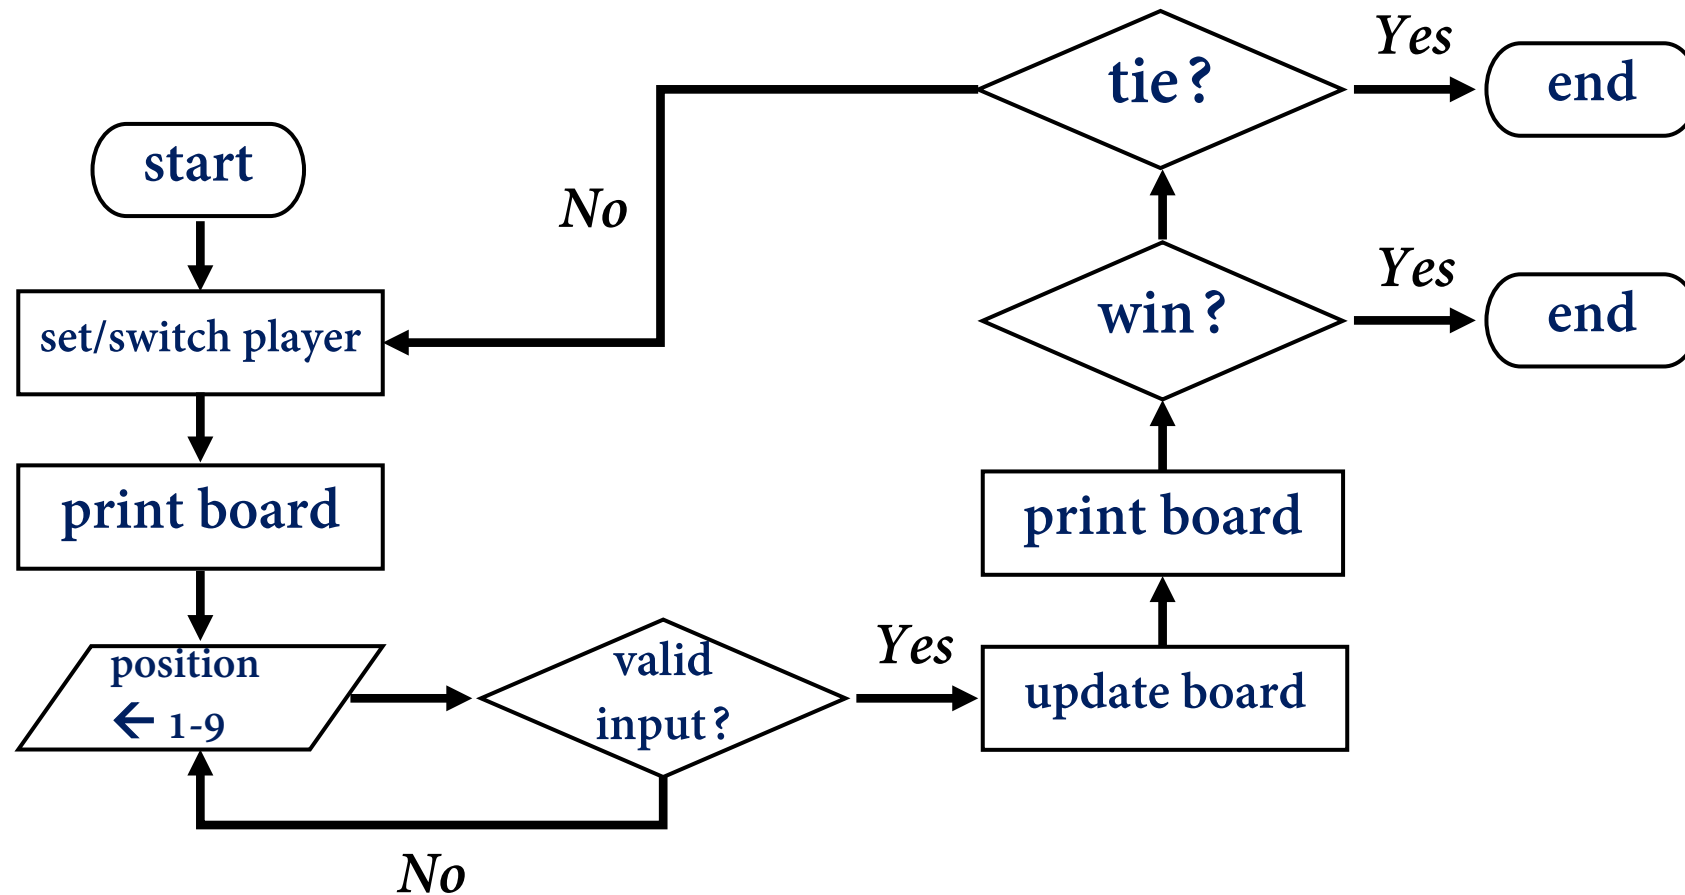 start
set/switch player
print board
position
← 1-9
No
valid
input?
Yes
update board
print board
win?
Yes
end
tie?
Yes
end
No